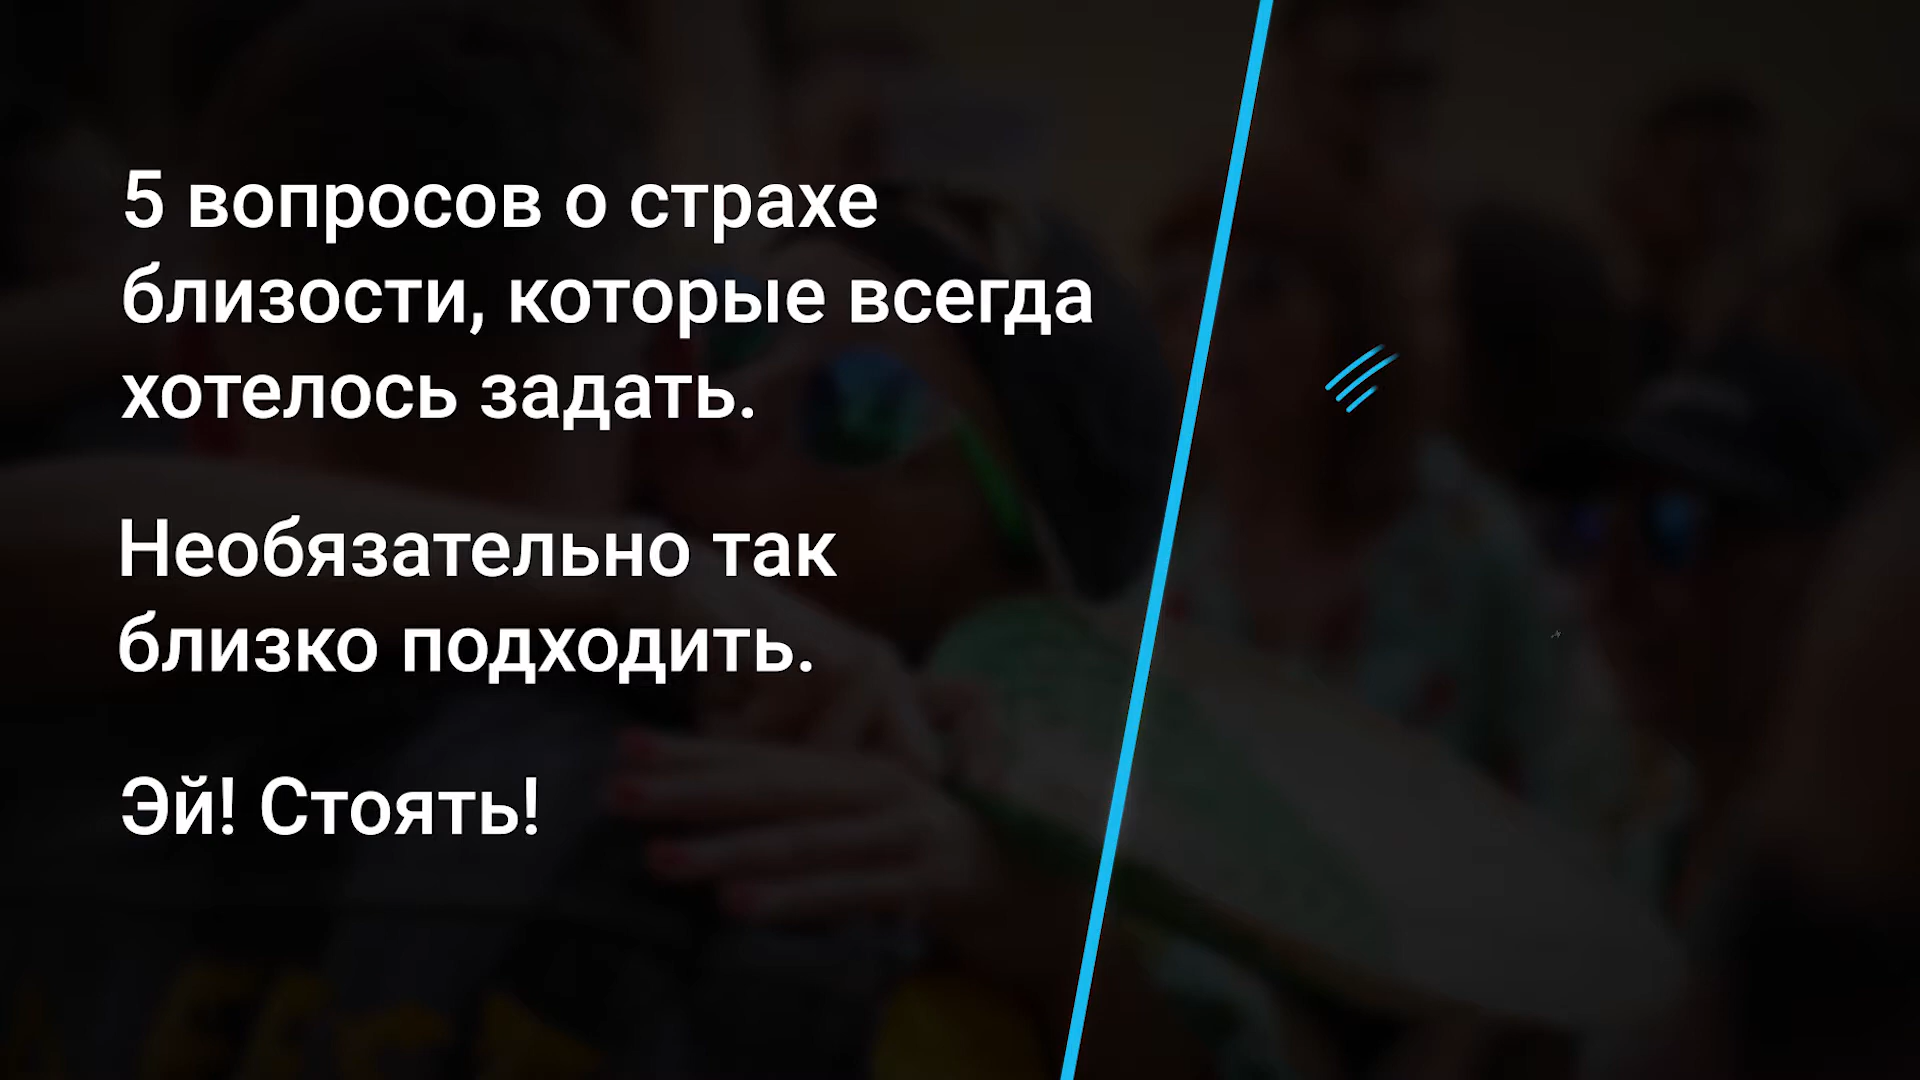 5 вопросов о страхе
близости, которые всегда
хотелось задать.
Необязательно так
близко подходить.
Эй! Стоять!